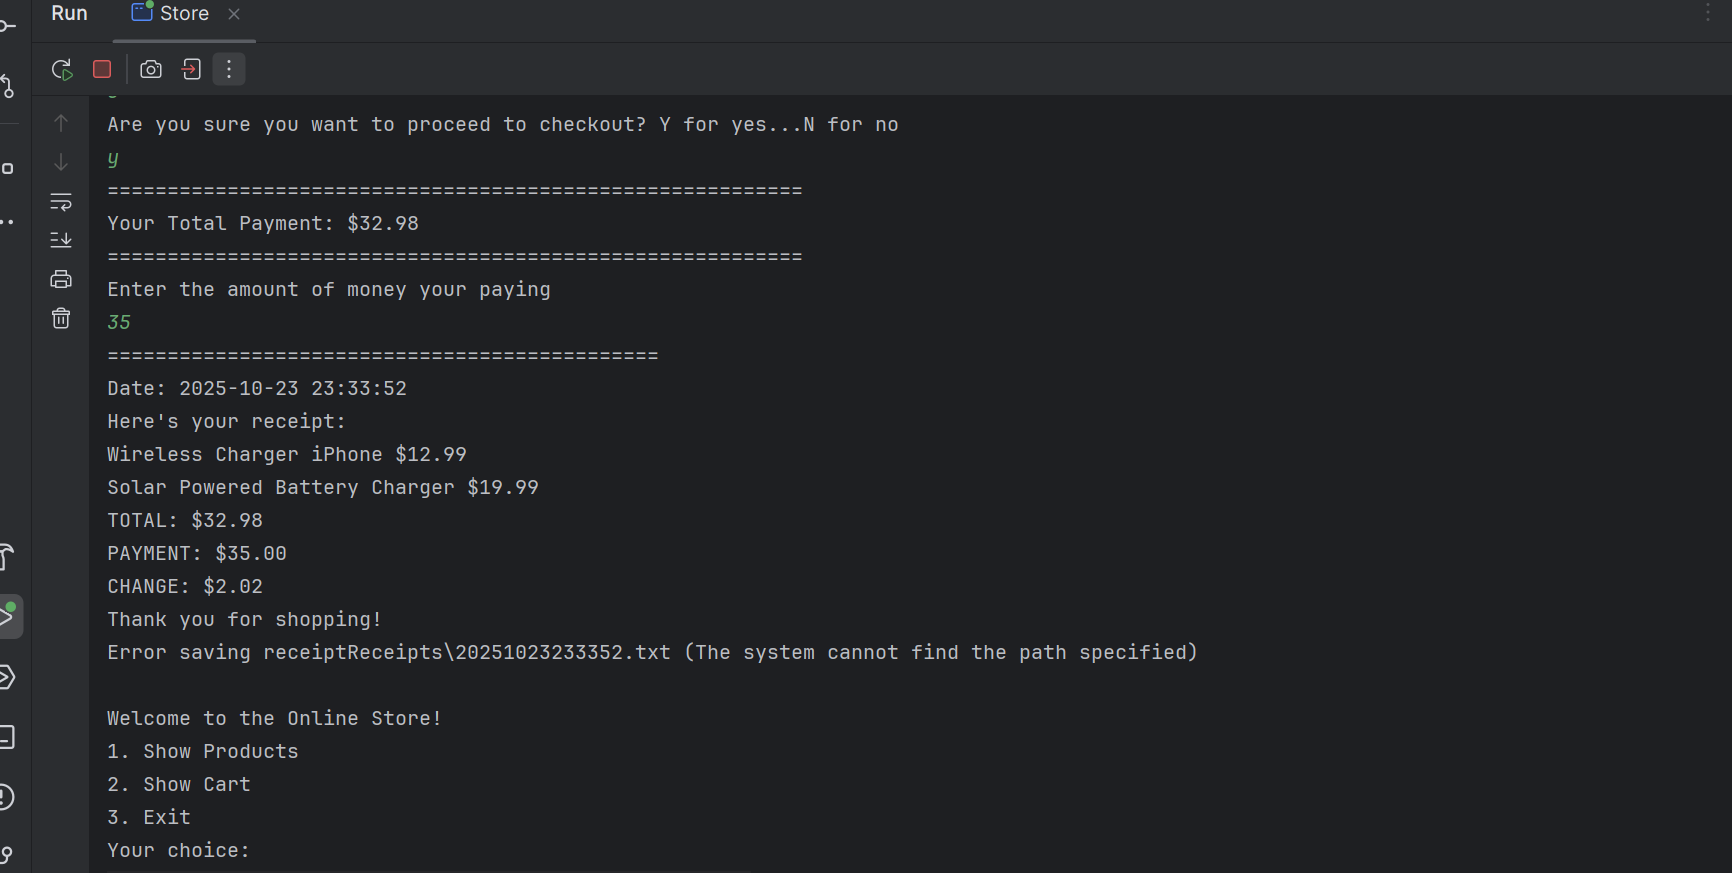 Run
Store
Are you sure you want to proceed to checkout? Y for yes...N for no
y
==========================================================
Your Total Payment: $32.98
==========================================================
Enter the amount of money your paying
35
==============================================
Date: 2025-10-23 23:33:52
Here's your receipt:
Wireless Charger iPhone $12.99
Solar Powered Battery Charger $19.99
TOTAL: $32.98
PAYMENT: $35.00
CHANGE: $2.02
Thank you for shopping!
Error saving receiptReceipts\20251023233352.txt (The system cannot find the path specified)
Welcome to the Online Store!
1. Show Products
2. Show Cart
3. Exit
Your choice: